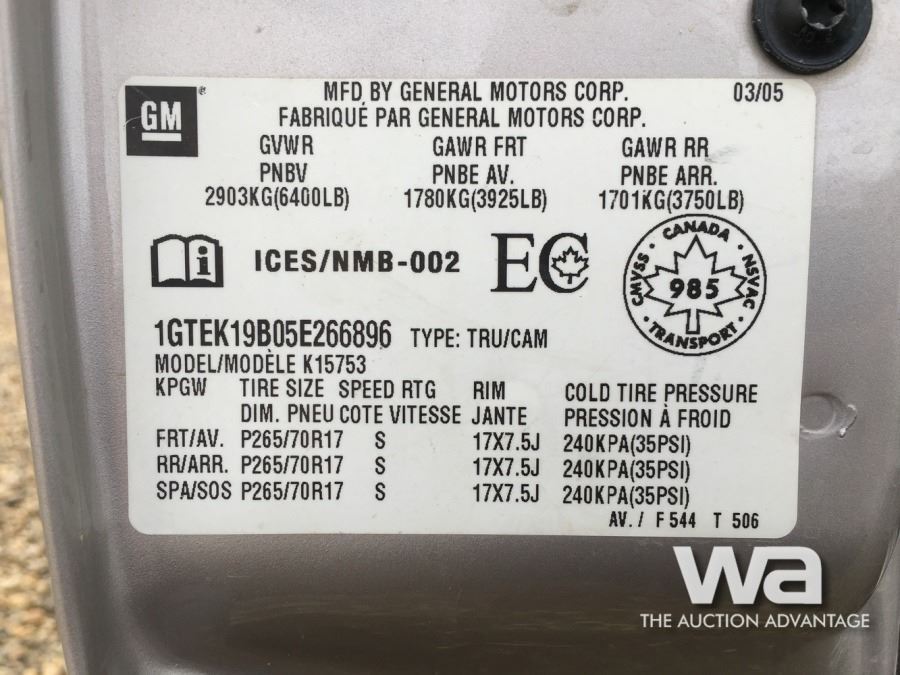 GM
MFD BY GENERAL MOTORS CORP. 03/05
FABRIQUÉ PAR GENERAL MOTORS CORP.
GVWR GAWR FRT GAWR RR
PNBV PNBE AV. PNBE ARR.
2903KG(6400LB) 1780KG(3925LB) 1701KG(3750LB)
i ICES/NMB-002 EC
CANADA
CMVSS 985 NSVAC
TRANSPORT
1GTEK19B05E266896 TYPE: TRU/CAM
MODEL/MODÈLE K15753
KPGW TIRE SIZE SPEED RTG RIM COLD TIRE PRESSURE
DIM. PNEU COTE VITESSE JANTE PRESSION À FROID
FRT/AV. P265/70R17 S 17X7.5J 240KPA(35PSI)
RR/ARR. P265/70R17 S 17X7.5J 240KPA(35PSI)
SPA/SOS P265/70R17 S 17X7.5J 240KPA(35PSI)
AV. / F 544 T 506
wa
THE AUCTION ADVANTAGE